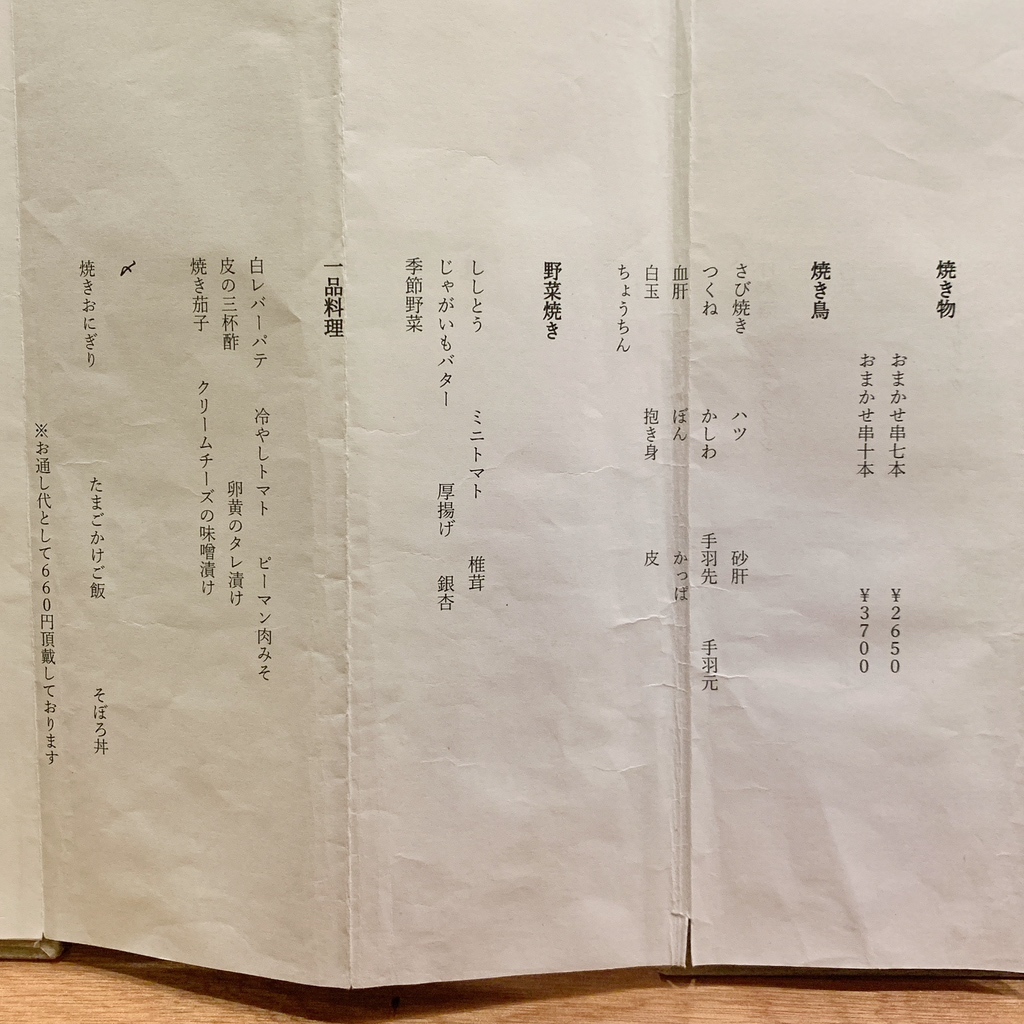 焼き物
おまかせ串七本 ¥2650
おまかせ串十本 ¥3700
焼き鳥
さび焼き ハツ 砂肝
つくね かしわ 手羽先 手羽元
血肝 ぼん かっぱ
白玉 抱き身 皮
ちょうちん
野菜焼き
ししとう ミニトマト 椎茸
じゃがいもバター 厚揚げ 銀杏
季節野菜
一品料理
白レバーパテ 冷やしトマト ピーマン肉みそ
皮の三杯酢 卵黄のタレ漬け
焼き茄子 クリームチーズの味噌漬け
〆
焼きおにぎり たまごかけご飯 そぼろ丼
※お通し代として660円頂戴しております